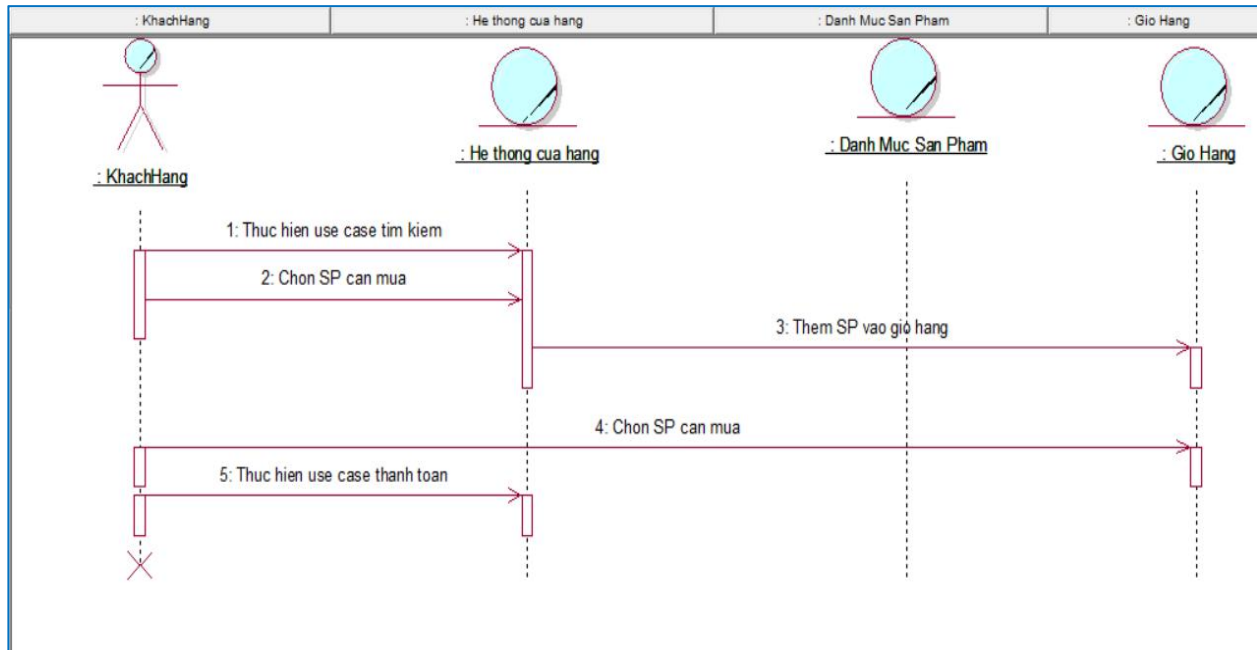 : KhachHang
: He thong cua hang
: Danh Muc San Pham
: Gio Hang
: KhachHang
: He thong cua hang
: Danh Muc San Pham
: Gio Hang
1: Thuc hien use case tim kiem
2: Chon SP can mua
3: Them SP vao gio hang
4: Chon SP can mua
5: Thuc hien use case thanh toan